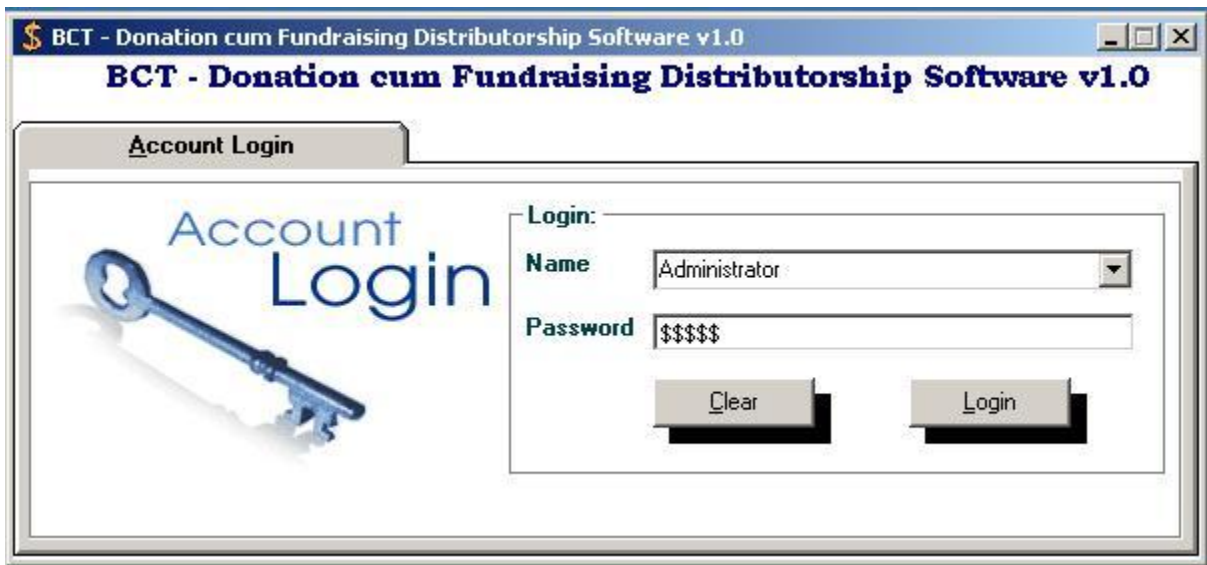 BCT - Donation cum Fundraising Distributorship Software v1.0
BCT - Donation cum Fundraising Distributorship Software v1.0
Account Login
Account
Login
Login:
Name
Administrator
Password
$$$$$
Clear
Login